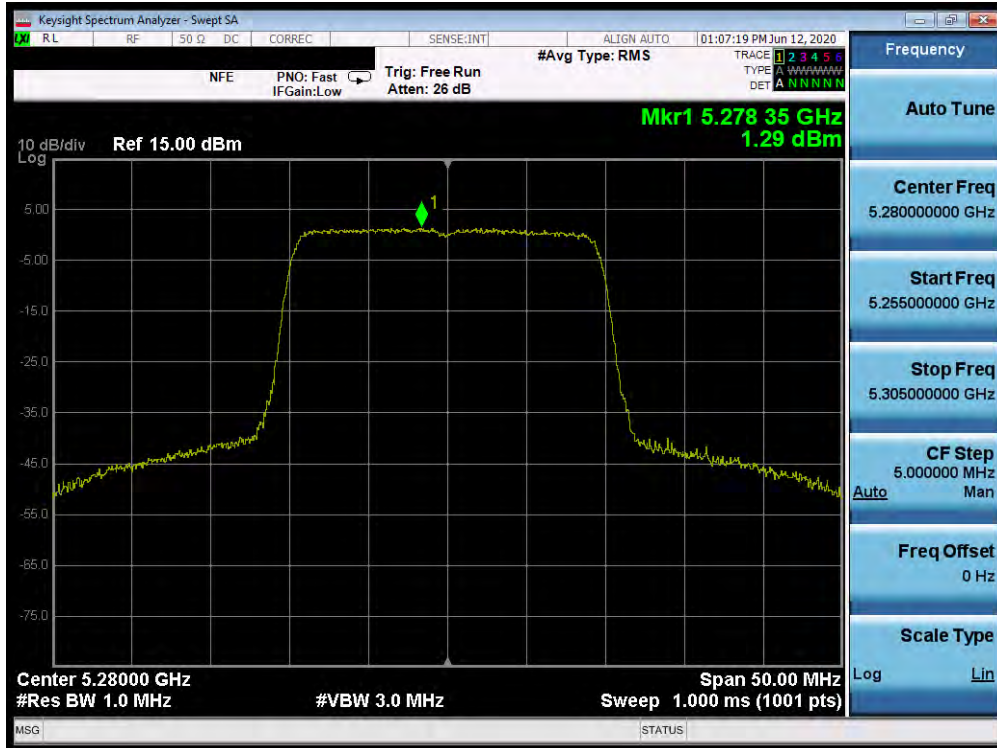 Keysight Spectrum Analyzer - Swept SA
LXI RL RF 50 Ω DC CORREC SENSE:INT ALIGN AUTO 01:07:19 PM Jun 12, 2020
NFE PNO: Fast Trig: Free Run #Avg Type: RMS TRACE 1 2 3 4 5 6
IFGain:Low Atten: 26 dB TYPE A WWWWW
DET A N N N N N
Frequency
Mkr1 5.278 35 GHz
1.29 dBm
10 dB/div Ref 15.00 dBm
Log
1
5.00
-5.00
-15.0
-25.0
-35.0
-45.0
-55.0
-65.0
-75.0
Center 5.28000 GHz Span 50.00 MHz
#Res BW 1.0 MHz #VBW 3.0 MHz Sweep 1.000 ms (1001 pts)
MSG STATUS
Auto Tune
Center Freq
5.280000000 GHz
Start Freq
5.255000000 GHz
Stop Freq
5.305000000 GHz
CF Step
5.000000 MHz
Auto Man
Freq Offset
0 Hz
Scale Type
Log Lin